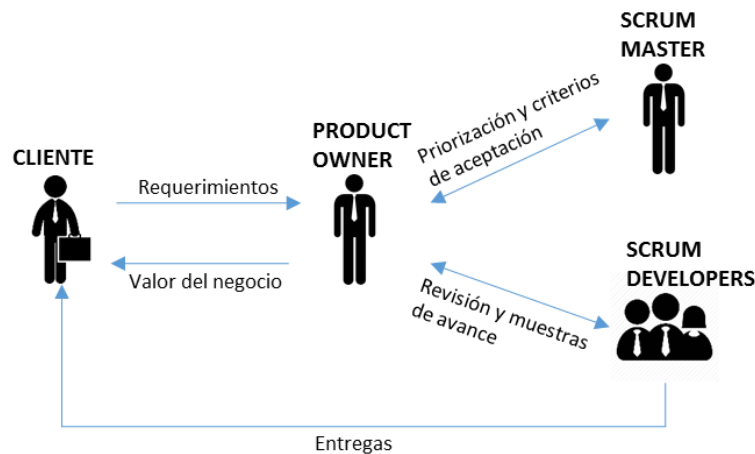 SCRUM
MASTER
PRODUCT
OWNER
CLIENTE
Priorización y criterios
de aceptación
Requerimientos
Valor del negocio
SCRUM
DEVELOPERS
Revisión y muestras
de avance
Entregas